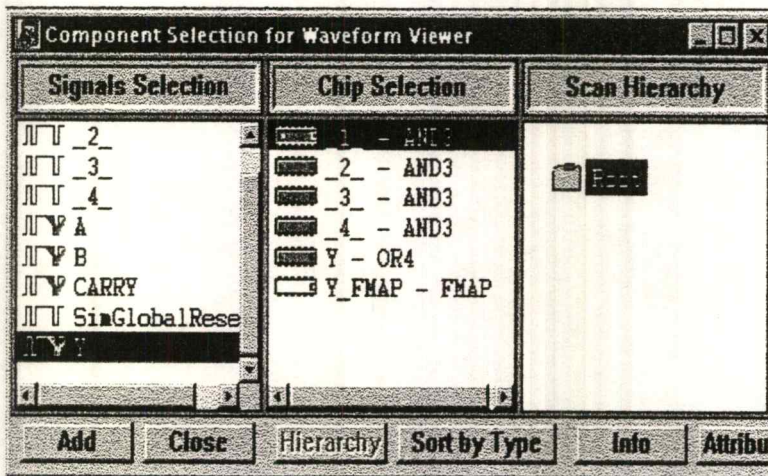 Component Selection for Waveform Viewer
Signals Selection
Chip Selection
Scan Hierarchy
_2_
_3_
_4_
A
B
CARRY
SimGlobalRese
Y
_1_ - AND3
_2_ - AND3
_3_ - AND3
_4_ - AND3
Y - OR4
Y_FMAP - FMAP
Root
Add
Close
Hierarchy
Sort by Type
Info
Attribu